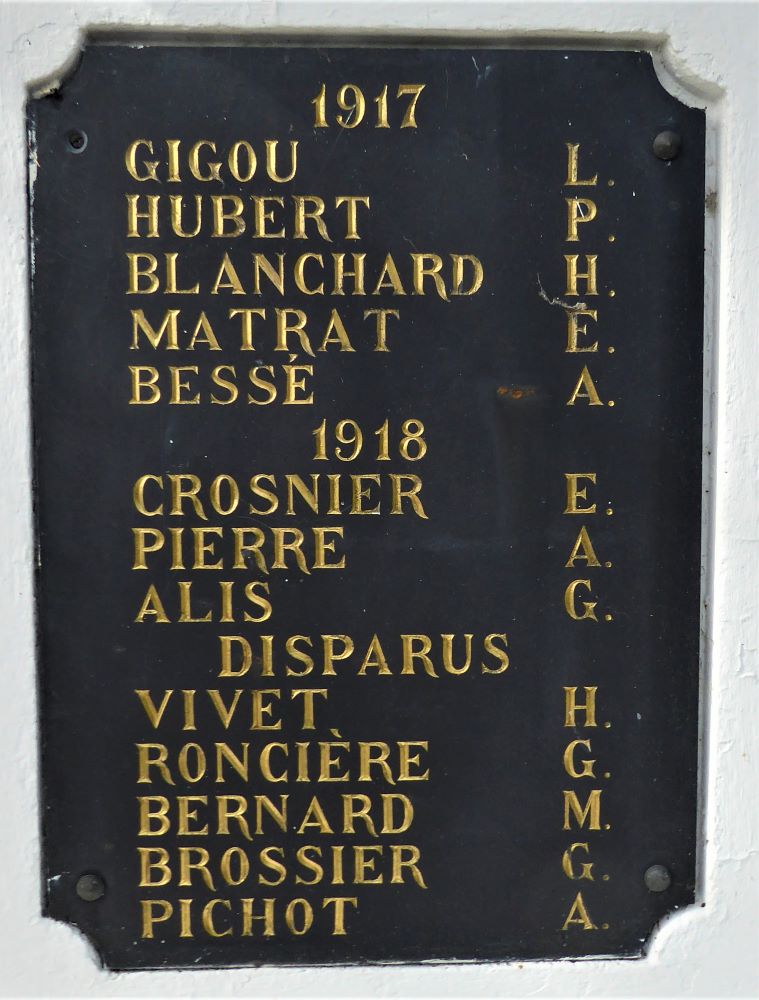 1917
GIGOU L.
HUBERT P.
BLANCHARD H.
MATRAT E.
BESSÉ A.
1918
CROSNIER E.
PIERRE A.
ALIS G.
DISPARUS
VIVET H.
RONCIÈRE G.
BERNARD M.
BROSSIER G.
PICHOT A.